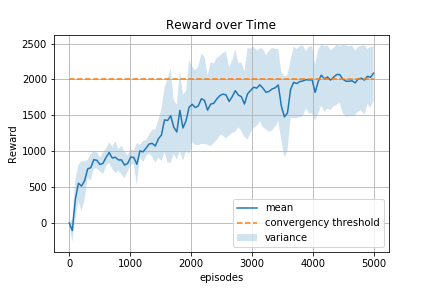 Reward over Time
Reward
2500
2000
1500
1000
500
0
0 1000 2000 3000 4000 5000
episodes
mean
convergency threshold
variance